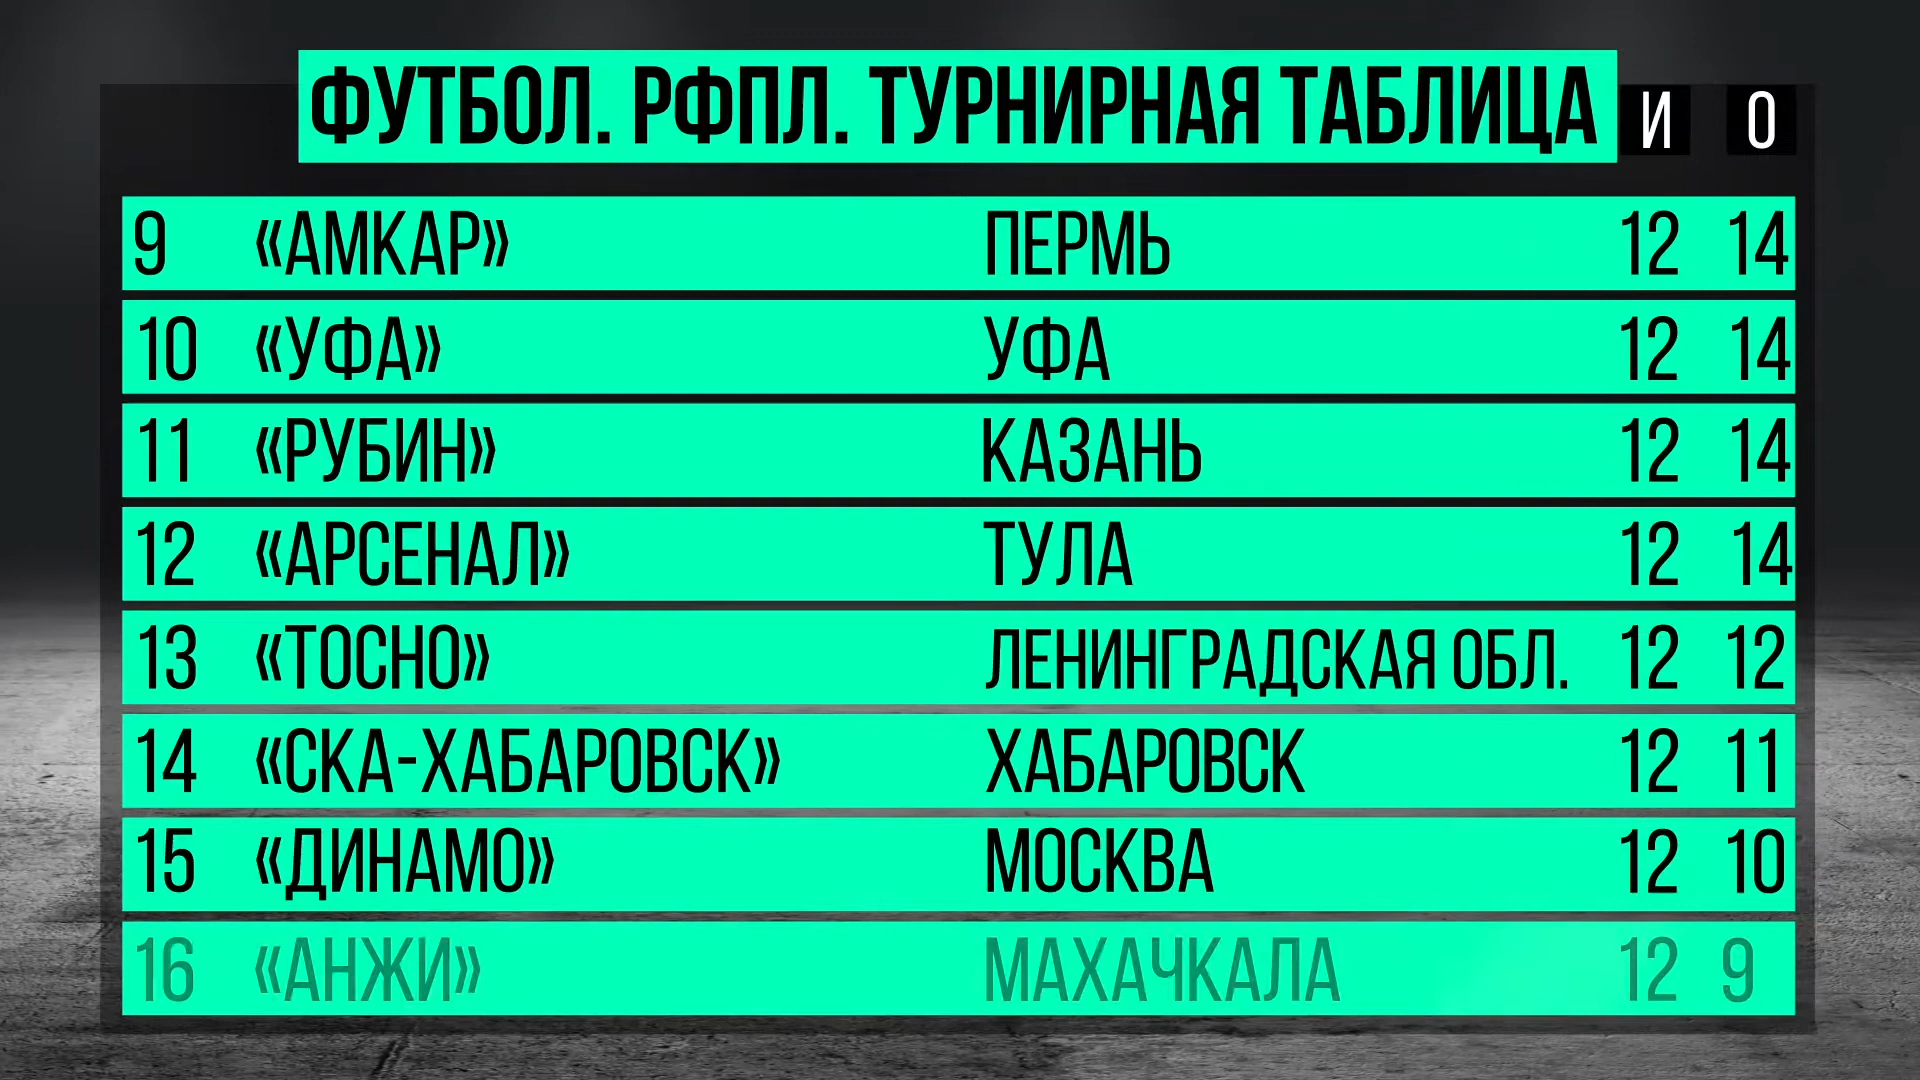 ФУТБОЛ. РФПЛ. ТУРНИРНАЯ ТАБЛИЦА И О
9 «АМКАР» ПЕРМЬ 12 14
10 «УФА» УФА 12 14
11 «РУБИН» КАЗАНЬ 12 14
12 «АРСЕНАЛ» ТУЛА 12 14
13 «ТОСНО» ЛЕНИНГРАДСКАЯ ОБЛ. 12 12
14 «СКА-ХАБАРОВСК» ХАБАРОВСК 12 11
15 «ДИНАМО» МОСКВА 12 10
16 «АНЖИ» МАХАЧКАЛА 12 9